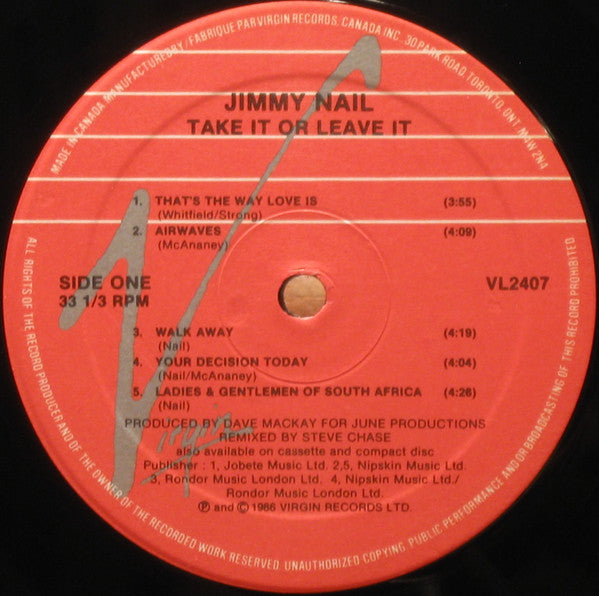 MADE IN CANADA MANUFACTURED BY/FABRIQUE PAR VIRGIN RECORDS, CANADA INC., 30 PARK ROAD, TORONTO, ONT. M4W 2N4
JIMMY NAIL
TAKE IT OR LEAVE IT
1. THAT'S THE WAY LOVE IS (3:55)
(Whitfield/Strong)
2. AIRWAVES (4:09)
(McAnaney)
SIDE ONE VL2407
33 1/3 RPM
3. WALK AWAY (4:19)
(Nail)
4. YOUR DECISION TODAY (4:04)
(Nail/McAnaney)
5. LADIES & GENTLEMEN OF SOUTH AFRICA (4:26)
(Nail)
Virgin
PRODUCED BY DAVE MACKAY FOR JUNE PRODUCTIONS
REMIXED BY STEVE CHASE
also available on cassette and compact disc
Publisher : 1, Jobete Music Ltd. 2,5, Nipskin Music Ltd.
3, Rondor Music London Ltd. 4, Nipskin Music Ltd./
Rondor Music London Ltd.
℗ and © 1986 VIRGIN RECORDS LTD.
ALL RIGHTS OF THE RECORD PRODUCER AND OF THE OWNER OF THE RECORDED WORK RESERVED. UNAUTHORIZED COPYING, PUBLIC PERFORMANCE AND/OR BROADCASTING OF THIS RECORD PROHIBITED.